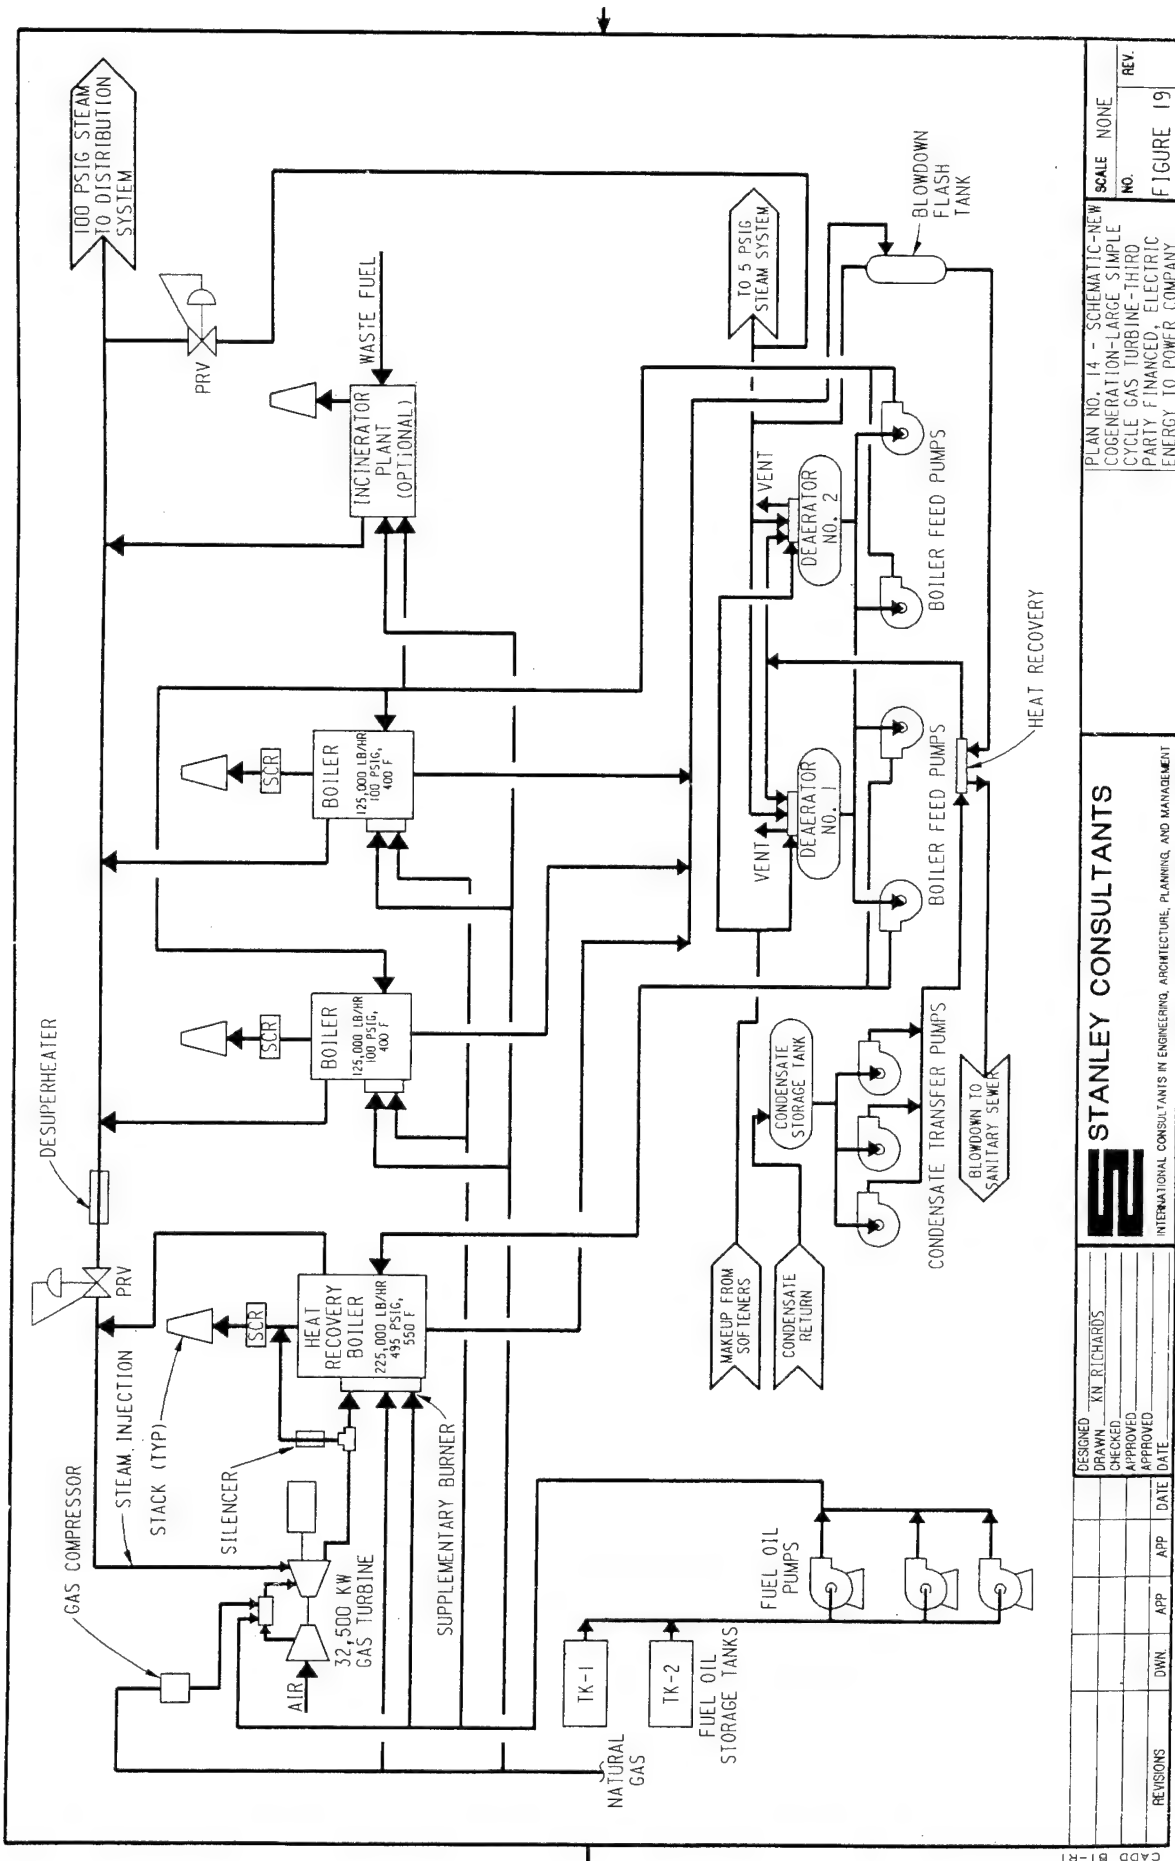 100 PSIG STEAM
TO DISTRIBUTION
SYSTEM
PRV
DESUPERHEATER
PRV
STEAM INJECTION
STACK (TYP)
GAS COMPRESSOR
SILENCER
SCR
HEAT
RECOVERY
BOILER
225,000 LB/HR
495 PSIG,
550 F
SUPPLEMENTARY BURNER
AIR
32,500 KW
GAS TURBINE
SCR
BOILER
125,000 LB/HR
100 PSIG,
400 F
SCR
BOILER
125,000 LB/HR
100 PSIG,
400 F
INCINERATOR
PLANT
(OPTIONAL)
WASTE FUEL
NATURAL
GAS
TK-1
TK-2
FUEL OIL
STORAGE TANKS
FUEL OIL
PUMPS
MAKEUP FROM
SOFTENERS
CONDENSATE
RETURN
CONDENSATE
STORAGE TANK
CONDENSATE TRANSFER PUMPS
BLOWDOWN TO
SANITARY SEWER
VENT
DEAERATOR
NO. 1
BOILER FEED PUMPS
VENT
DEAERATOR
NO. 2
BOILER FEED PUMPS
HEAT RECOVERY
TO 5 PSIG
STEAM SYSTEM
BLOWDOWN
FLASH
TANK
REVISIONS
DWN.
APP
APP
DATE
DESIGNED
DRAWN KN RICHARDS
CHECKED
APPROVED
APPROVED
DATE
STANLEY CONSULTANTS
INTERNATIONAL CONSULTANTS IN ENGINEERING, ARCHITECTURE, PLANNING, AND MANAGEMENT
PLAN NO. 14 - SCHEMATIC-NEW
COGENERATION-LARGE SIMPLE
CYCLE GAS TURBINE-THIRD
PARTY FINANCED, ELECTRIC
ENERGY TO POWER COMPANY
SCALE NONE
NO.
REV.
FIGURE 19
CADD